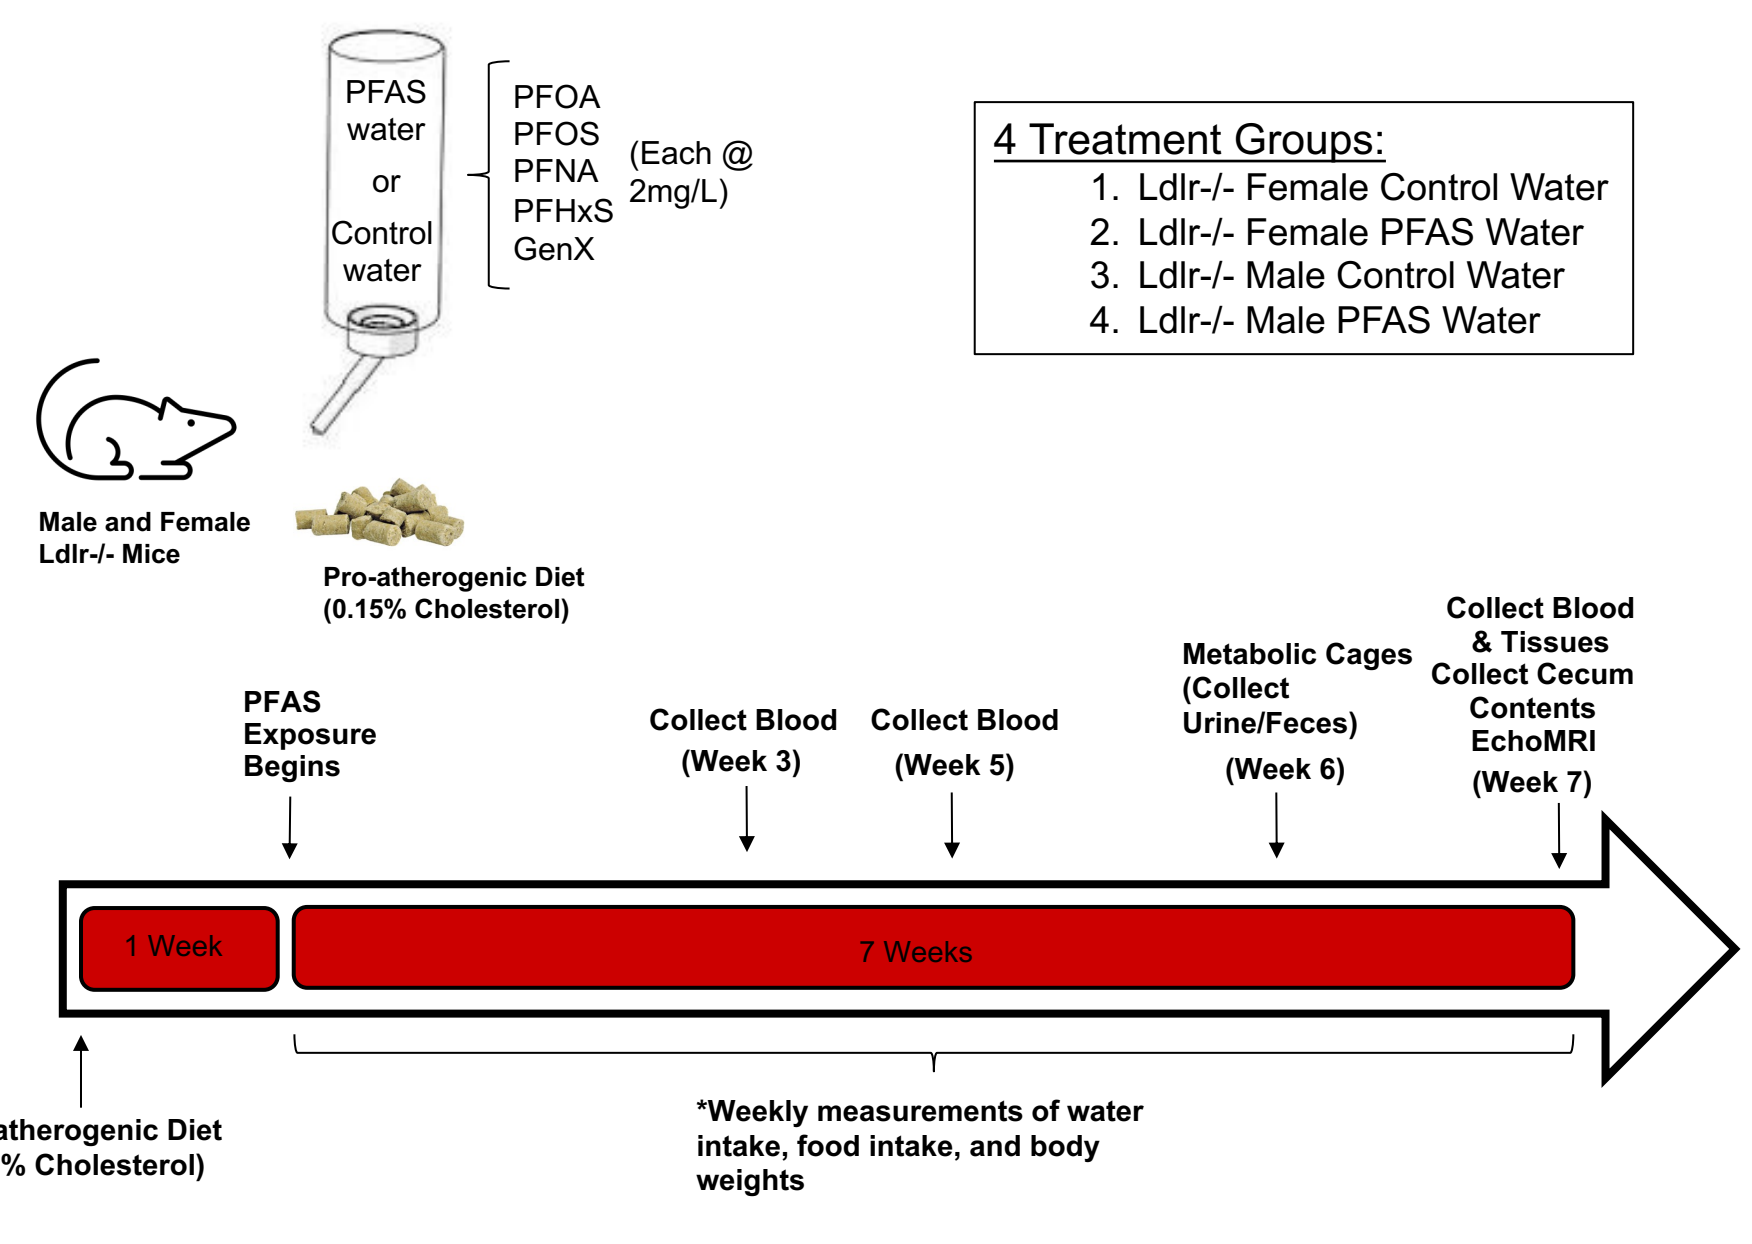 PFAS
water
or
Control
water
PFOA
PFOS
PFNA
PFHxS
GenX
(Each @
2mg/L)
4 Treatment Groups:
1. Ldlr-/- Female Control Water
2. Ldlr-/- Female PFAS Water
3. Ldlr-/- Male Control Water
4. Ldlr-/- Male PFAS Water
Male and Female
Ldlr-/- Mice
Pro-atherogenic Diet
(0.15% Cholesterol)
PFAS
Exposure
Begins
Collect Blood
(Week 3)
Collect Blood
(Week 5)
Metabolic Cages
(Collect
Urine/Feces)
(Week 6)
Collect Blood
& Tissues
Collect Cecum
Contents
EchoMRI
(Week 7)
1 Week
7 Weeks
atherogenic Diet
% Cholesterol)
*Weekly measurements of water
intake, food intake, and body
weights